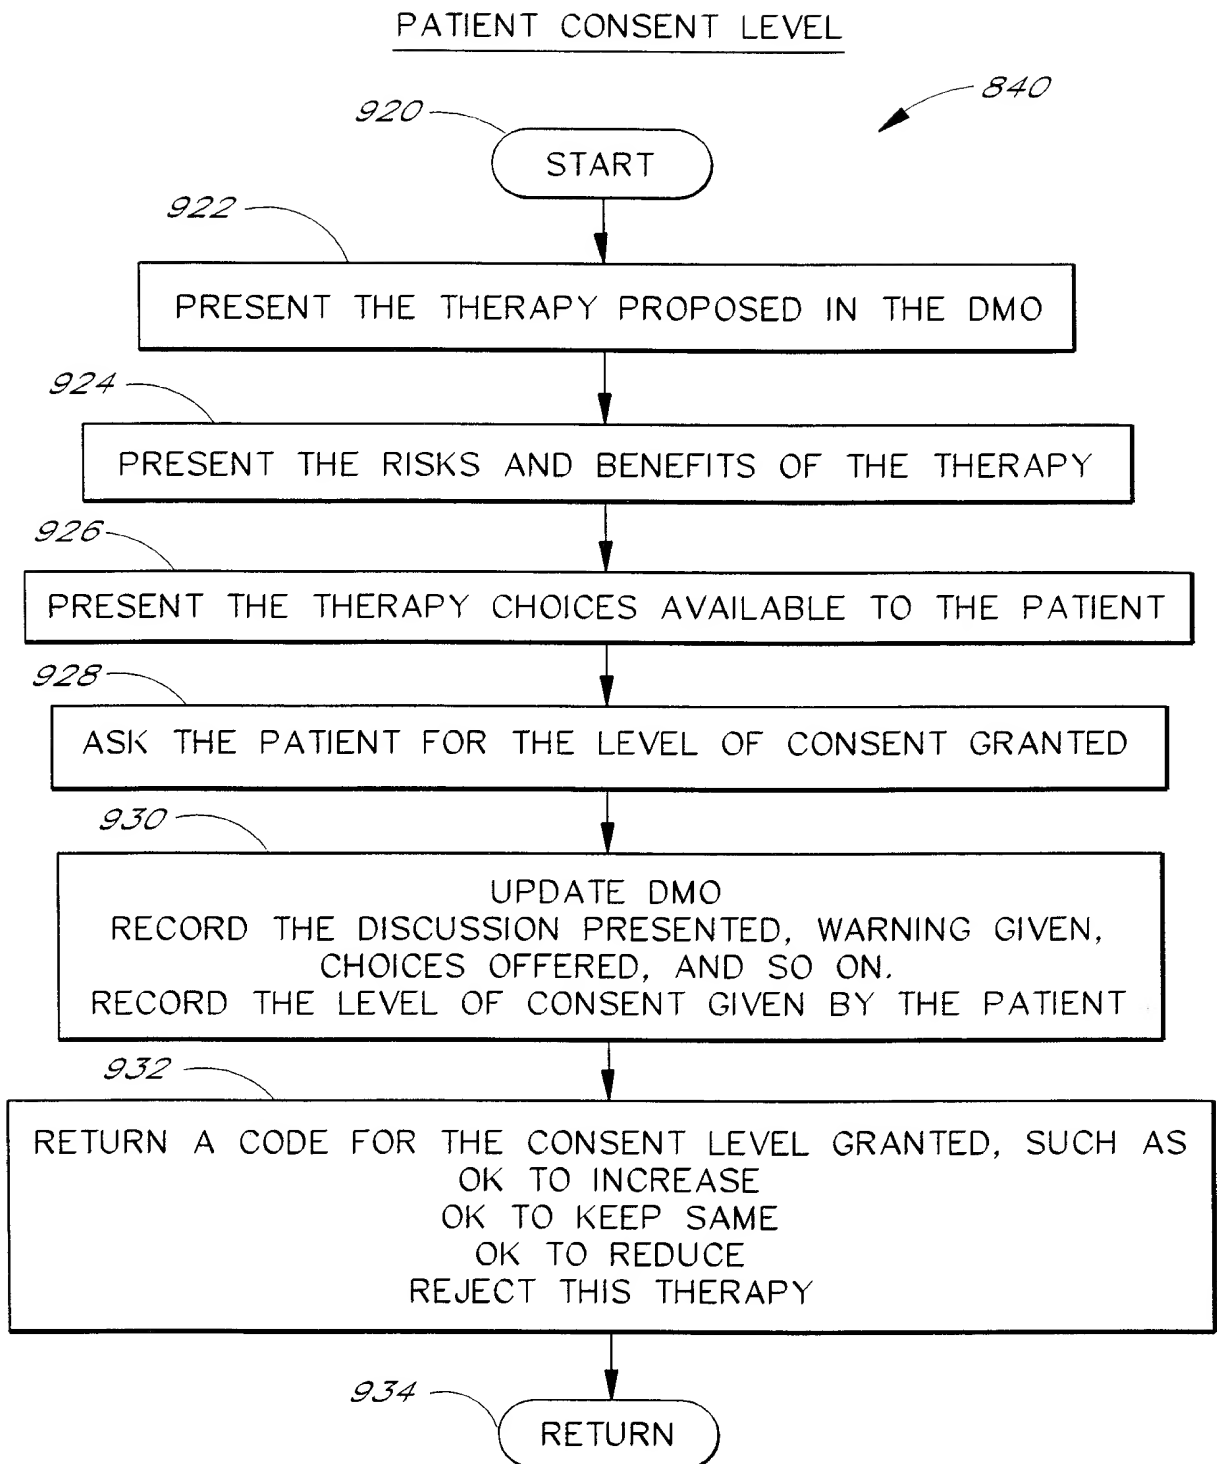 PATIENT CONSENT LEVEL
840
920
START
922
PRESENT THE THERAPY PROPOSED IN THE DMO
924
PRESENT THE RISKS AND BENEFITS OF THE THERAPY
926
PRESENT THE THERAPY CHOICES AVAILABLE TO THE PATIENT
928
ASK THE PATIENT FOR THE LEVEL OF CONSENT GRANTED
930
UPDATE DMO
RECORD THE DISCUSSION PRESENTED, WARNING GIVEN,
CHOICES OFFERED, AND SO ON.
RECORD THE LEVEL OF CONSENT GIVEN BY THE PATIENT
932
RETURN A CODE FOR THE CONSENT LEVEL GRANTED, SUCH AS
OK TO INCREASE
OK TO KEEP SAME
OK TO REDUCE
REJECT THIS THERAPY
934
RETURN